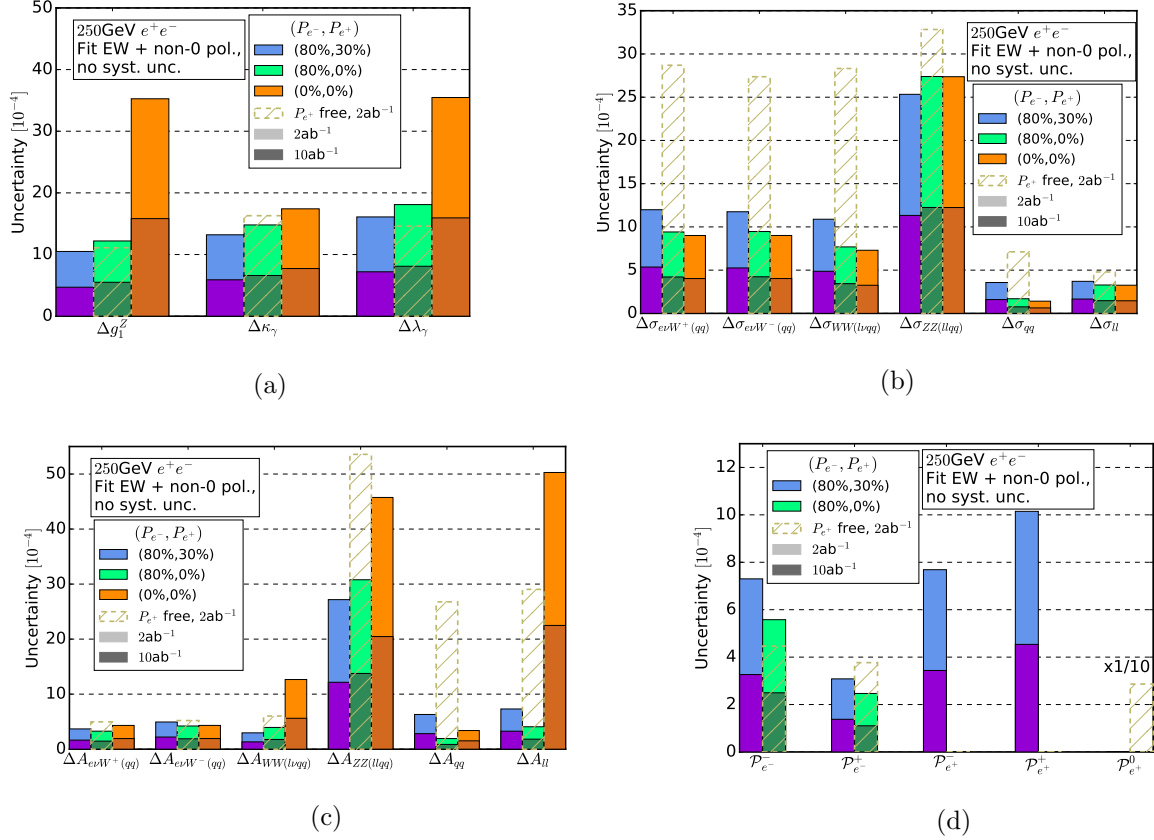 50
40
30
20
10
0
Uncertainty [10⁻⁴]
250GeV e⁺e⁻
Fit EW + non-0 pol.,
no syst. unc.
(P_{e⁻}, P_{e⁺})
(80%,30%)
(80%,0%)
(0%,0%)
P_{e⁺} free, 2ab⁻¹
2ab⁻¹
10ab⁻¹
Δg₁^Z
Δκ_γ
Δλ_γ
(a)
35
30
25
20
15
10
5
0
Uncertainty [10⁻⁴]
250GeV e⁺e⁻
Fit EW + non-0 pol.,
no syst. unc.
(P_{e⁻}, P_{e⁺})
(80%,30%)
(80%,0%)
(0%,0%)
P_{e⁺} free, 2ab⁻¹
2ab⁻¹
10ab⁻¹
Δσ_{eνW⁺(qq)}
Δσ_{eνW⁻(qq)}
Δσ_{WW(lνqq)}
Δσ_{ZZ(llqq)}
Δσ_{qq}
Δσ_{ll}
(b)
50
40
30
20
10
0
Uncertainty [10⁻⁴]
250GeV e⁺e⁻
Fit EW + non-0 pol.,
no syst. unc.
(P_{e⁻}, P_{e⁺})
(80%,30%)
(80%,0%)
(0%,0%)
P_{e⁺} free, 2ab⁻¹
2ab⁻¹
10ab⁻¹
ΔA_{eνW⁺(qq)}
ΔA_{eνW⁻(qq)}
ΔA_{WW(lνqq)}
ΔA_{ZZ(llqq)}
ΔA_{qq}
ΔA_{ll}
(c)
12
10
8
6
4
2
0
Uncertainty [10⁻⁴]
(P_{e⁻}, P_{e⁺})
(80%,30%)
(80%,0%)
P_{e⁺} free, 2ab⁻¹
2ab⁻¹
10ab⁻¹
250GeV e⁺e⁻
Fit EW + non-0 pol.,
no syst. unc.
x1/10
𝒫⁻_{e⁻}
𝒫⁺_{e⁻}
𝒫⁻_{e⁺}
𝒫⁺_{e⁺}
𝒫⁰_{e⁺}
(d)